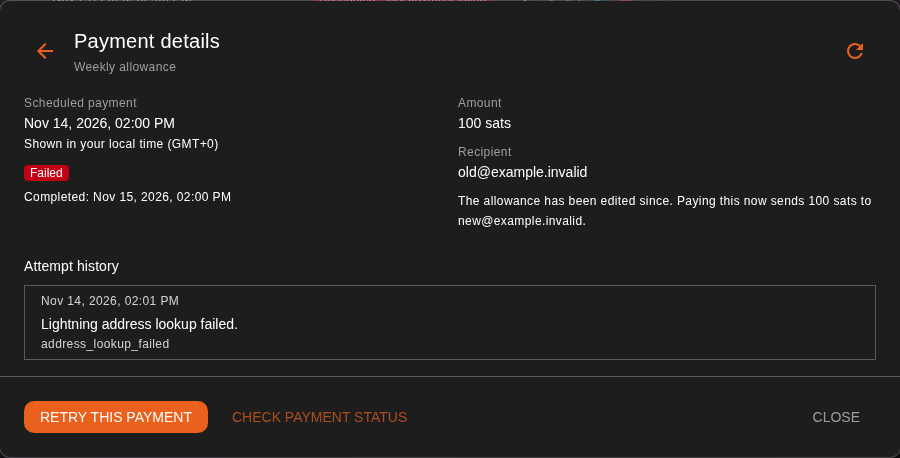 Payment details
Weekly allowance
Scheduled payment
Nov 14, 2026, 02:00 PM
Shown in your local time (GMT+0)
Failed
Completed: Nov 15, 2026, 02:00 PM
Amount
100 sats
Recipient
old@example.invalid
The allowance has been edited since. Paying this now sends 100 sats to
new@example.invalid.
Attempt history
Nov 14, 2026, 02:01 PM
Lightning address lookup failed.
address_lookup_failed
RETRY THIS PAYMENT
CHECK PAYMENT STATUS
CLOSE